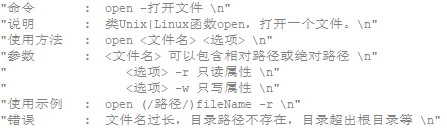 "命令      : open -打开文件 \n"
"说明      : 类Unix|Linux函数open，打开一个文件。\n"
"使用方法  : open <文件名> <选项> \n"
"参数      : <文件名> 可以包含相对路径或绝对路径 \n"
"            <选项> -r 只读属性 \n"
"            <选项> -w 只写属性 \n"
"使用示例  : open (/路径/)fileName -r \n"
"错误      : 文件名过长，目录路径不存在，目录超出根目录等 \n"